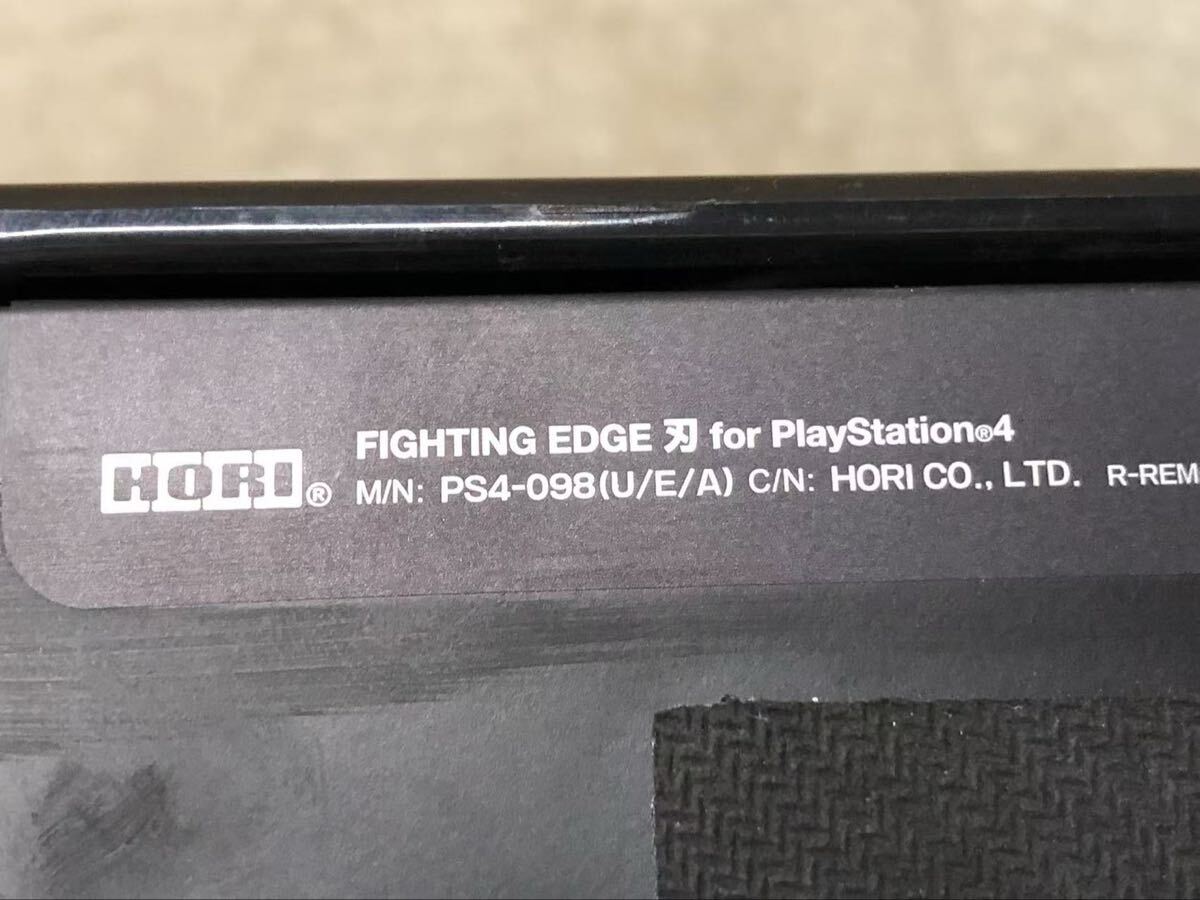 HORI®
FIGHTING EDGE 刃 for PlayStation®4
M/N: PS4-098(U/E/A) C/N: HORI CO., LTD. R-REM